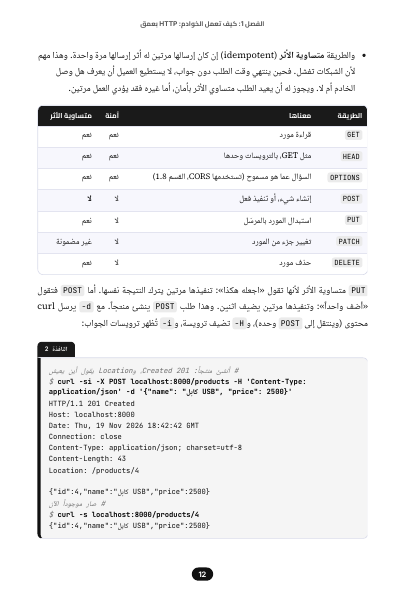 الفصل 1: كيف تعمل الخوادم: HTTP بعمق
• والطريقة متساوية الأثر (idempotent) إن كان إرسالها مرتين له أثر إرسالها مرة واحدة. وهذا مهم
لأن الشبكات تفشل. فحين ينتهي وقت الطلب دون جواب، لا يستطيع العميل أن يعرف هل وصل
الخادم أم لا. ويجوز له أن يعيد الطلب متساوي الأثر بأمان، أما غيره فقد يؤدي العمل مرتين.
الطريقة معناها آمنة متساوية الأثر
GET قراءة مورد نعم نعم
HEAD مثل GET، بالترويسات وحدها نعم نعم
OPTIONS السؤال عما هو مسموح (تستخدمها CORS، القسم 1.8) نعم نعم
POST إنشاء شيء، أو تنفيذ فعل لا لا
PUT استبدال المورد بالمرسَل لا نعم
PATCH تغيير جزء من المورد لا غير مضمونة
DELETE حذف مورد لا نعم
PUT متساوية الأثر لأنها تقول «اجعله هكذا»: تنفيذها مرتين يترك النتيجة نفسها. أما POST فتقول
«أضف واحداً»: وتنفيذها مرتين يضيف اثنين. وهذا طلب POST ينشئ منتجاً. مع -d يرسل curl
محتوى (وينتقل إلى POST وحده)، و -H تضيف ترويسة، و -i تُظهر ترويسات الجواب:
النافذة 2
# أنشئ منتجاً: 201 Created، وLocation يقول أين يعيش
$ curl -si -X POST localhost:8000/products -H 'Content-Type:
application/json' -d '{"name": "كابل USB", "price": 2500}'
HTTP/1.1 201 Created
Host: localhost:8000
Date: Thu, 19 Nov 2026 18:42:42 GMT
Connection: close
Content-Type: application/json; charset=utf-8
Content-Length: 43
Location: /products/4
{"id":4,"name":"كابل USB","price":2500}
# صار موجوداً الآن
$ curl -s localhost:8000/products/4
{"id":4,"name":"كابل USB","price":2500}
12